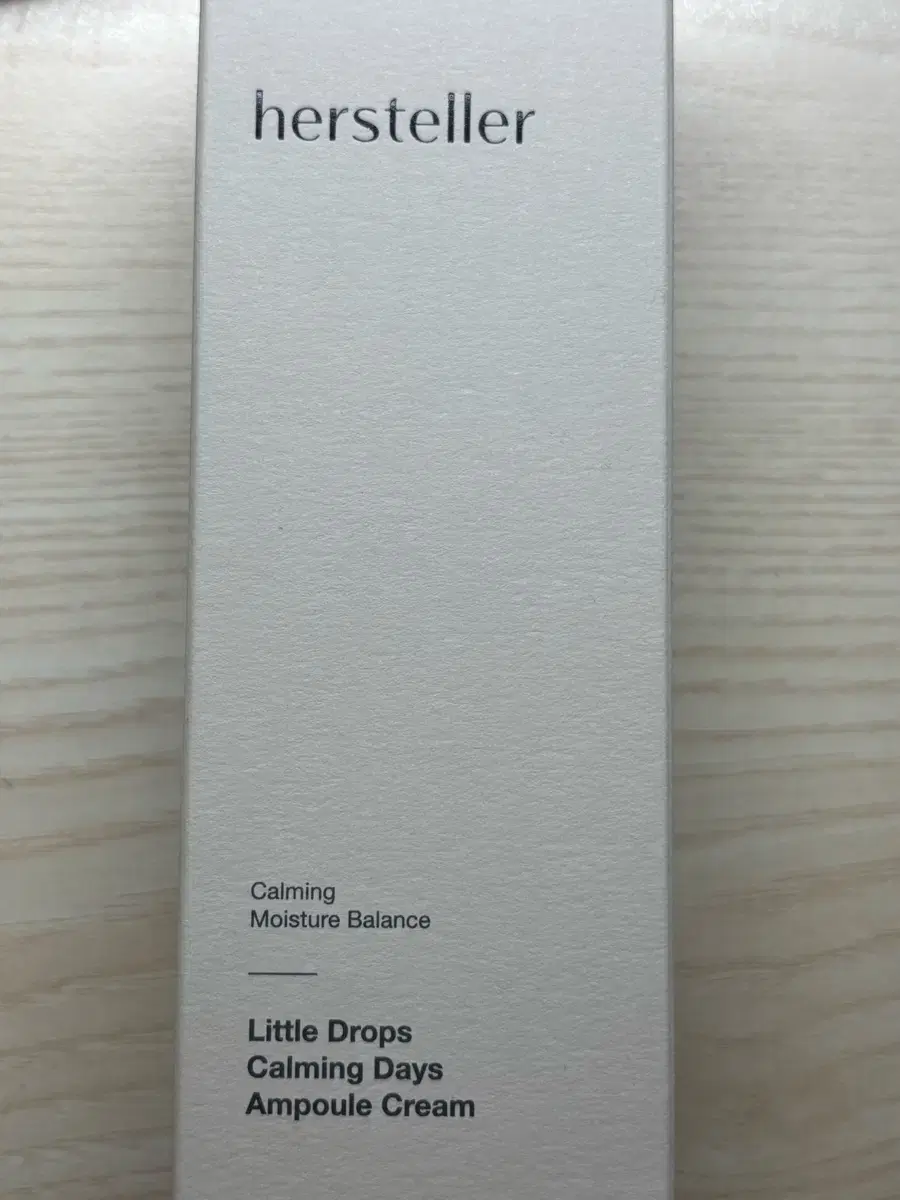 hersteller
Calming
Moisture Balance
Little Drops
Calming Days
Ampoule Cream